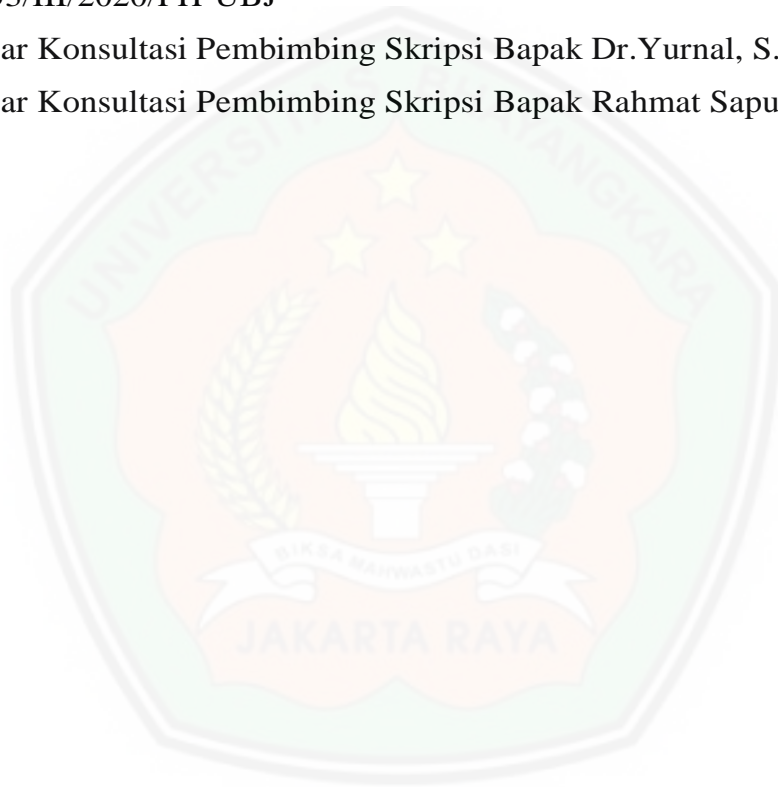 ar Konsultasi Pembimbing Skripsi Bapak Dr.Yurnal, S.
ar Konsultasi Pembimbing Skripsi Bapak Rahmat Sapu
UNIVERSITAS BHAYANGKARA
BIKSA MAHWASTU DASI
JAKARTA RAYA